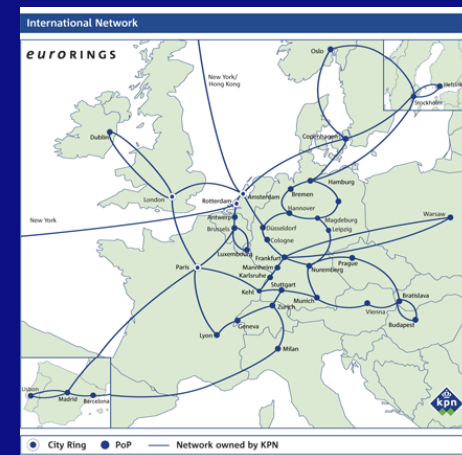 International Network
euroRINGS
Oslo
New York/
Hong Kong
Helsinki
Stockholm
Dublin
Copenhagen
London
Rotterdam
Amsterdam
Hamburg
Bremen
Hannover
Magdeburg
Warsaw
New York
Antwerp
Brussels
Düsseldorf
Leipzig
Cologne
Luxembourg
Frankfurt
Prague
Paris
Mannheim
Nuremberg
Karlsruhe
Stuttgart
Kehl
Munich
Bratislava
Zurich
Vienna
Budapest
Lyon
Geneva
Milan
Lisbon
Madrid
Barcelona
kpn
City Ring PoP Network owned by KPN